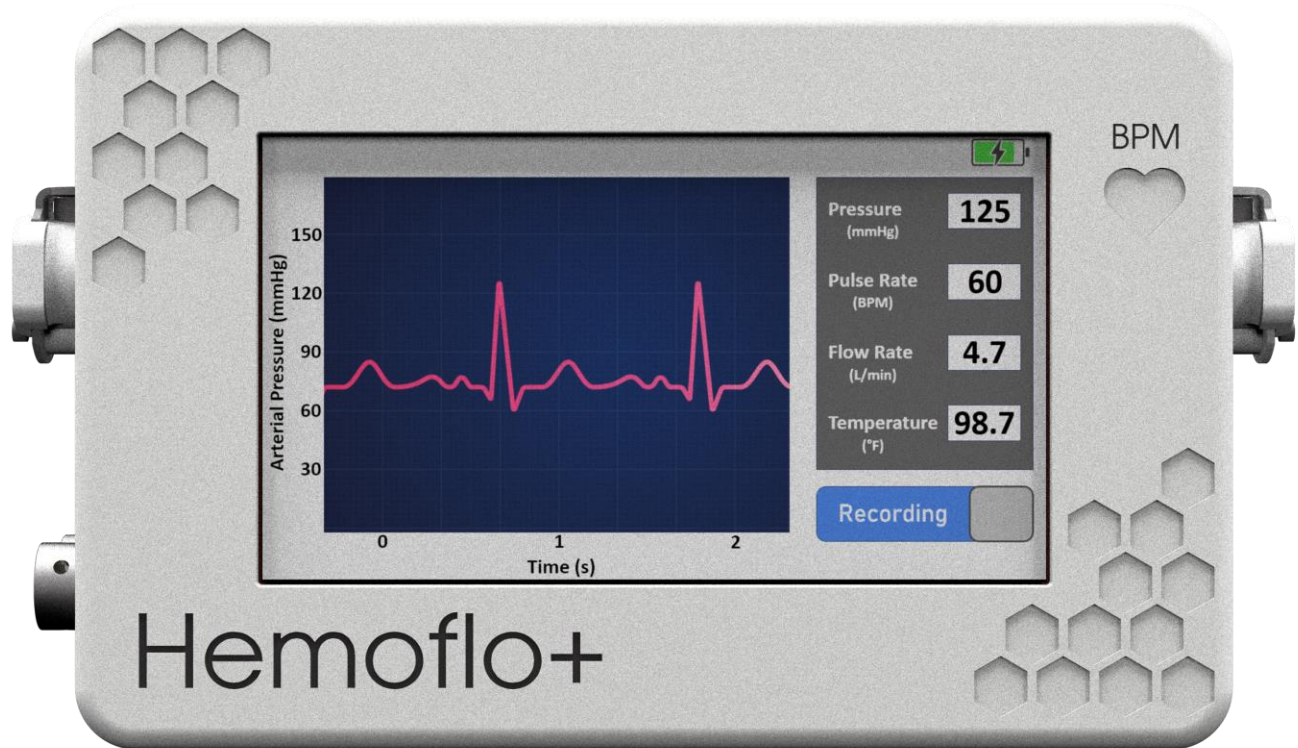 BPM
150
120
90
60
30
Arterial Pressure (mmHg)
0 1 2
Time (s)
Pressure 125
(mmHg)
Pulse Rate 60
(BPM)
Flow Rate 4.7
(L/min)
Temperature 98.7
(°F)
Recording
Hemoflo+